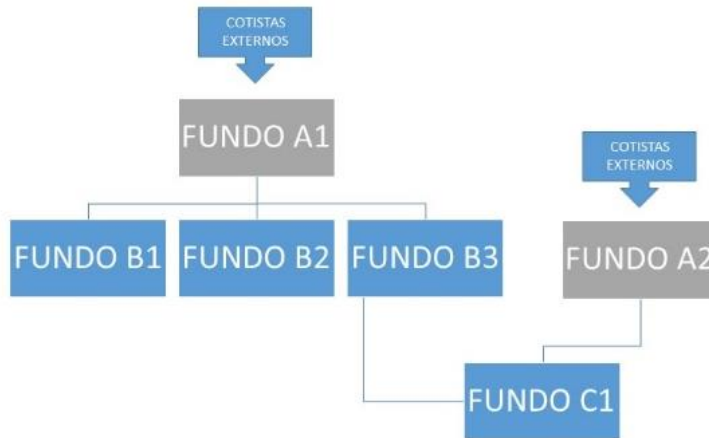 COTISTAS
EXTERNOS
FUNDO A1
COTISTAS
EXTERNOS
FUNDO B1
FUNDO B2
FUNDO B3
FUNDO A2
FUNDO C1